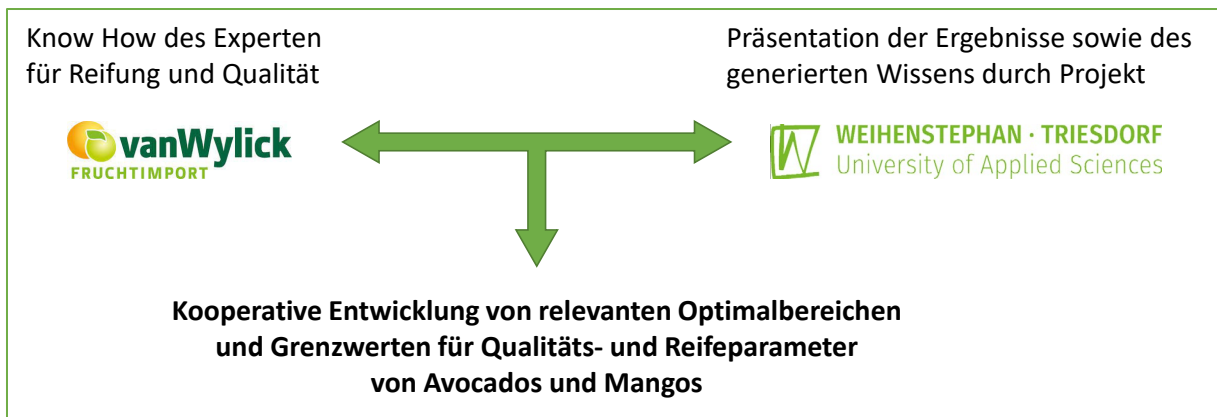 Know How des Experten
für Reifung und Qualität
vanWylick
FRUCHTIMPORT
Präsentation der Ergebnisse sowie des
generierten Wissens durch Projekt
WEIHENSTEPHAN · TRIESDORF
University of Applied Sciences
Kooperative Entwicklung von relevanten Optimalbereichen
und Grenzwerten für Qualitäts- und Reifeparameter
von Avocados und Mangos